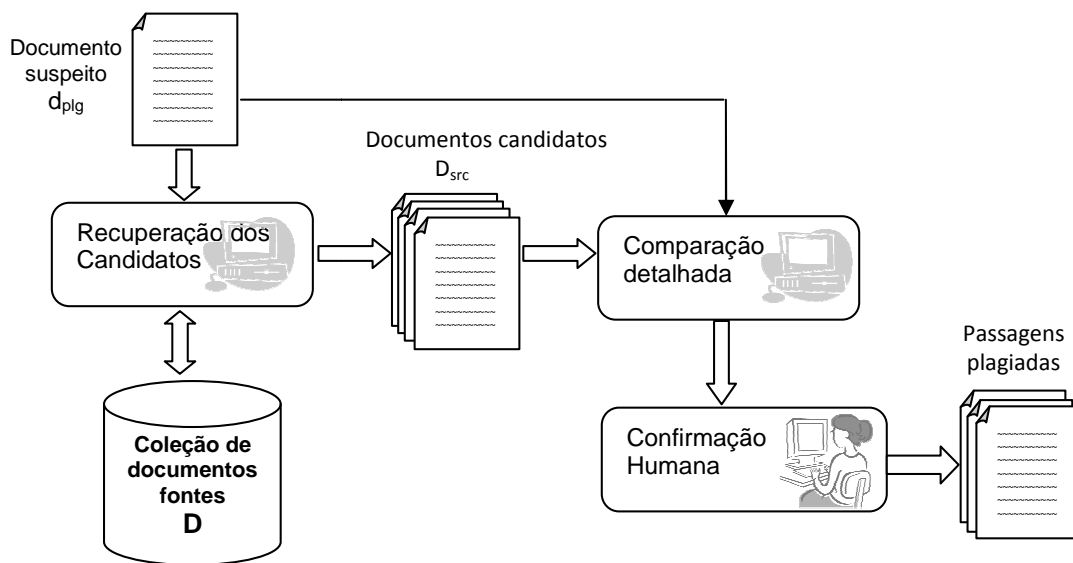 Documento
suspeito
dplg
Documentos candidatos
Dsrc
Recuperação dos
Candidatos
Comparação
detalhada
Coleção de
documentos
fontes
D
Confirmação
Humana
Passagens
plagiadas